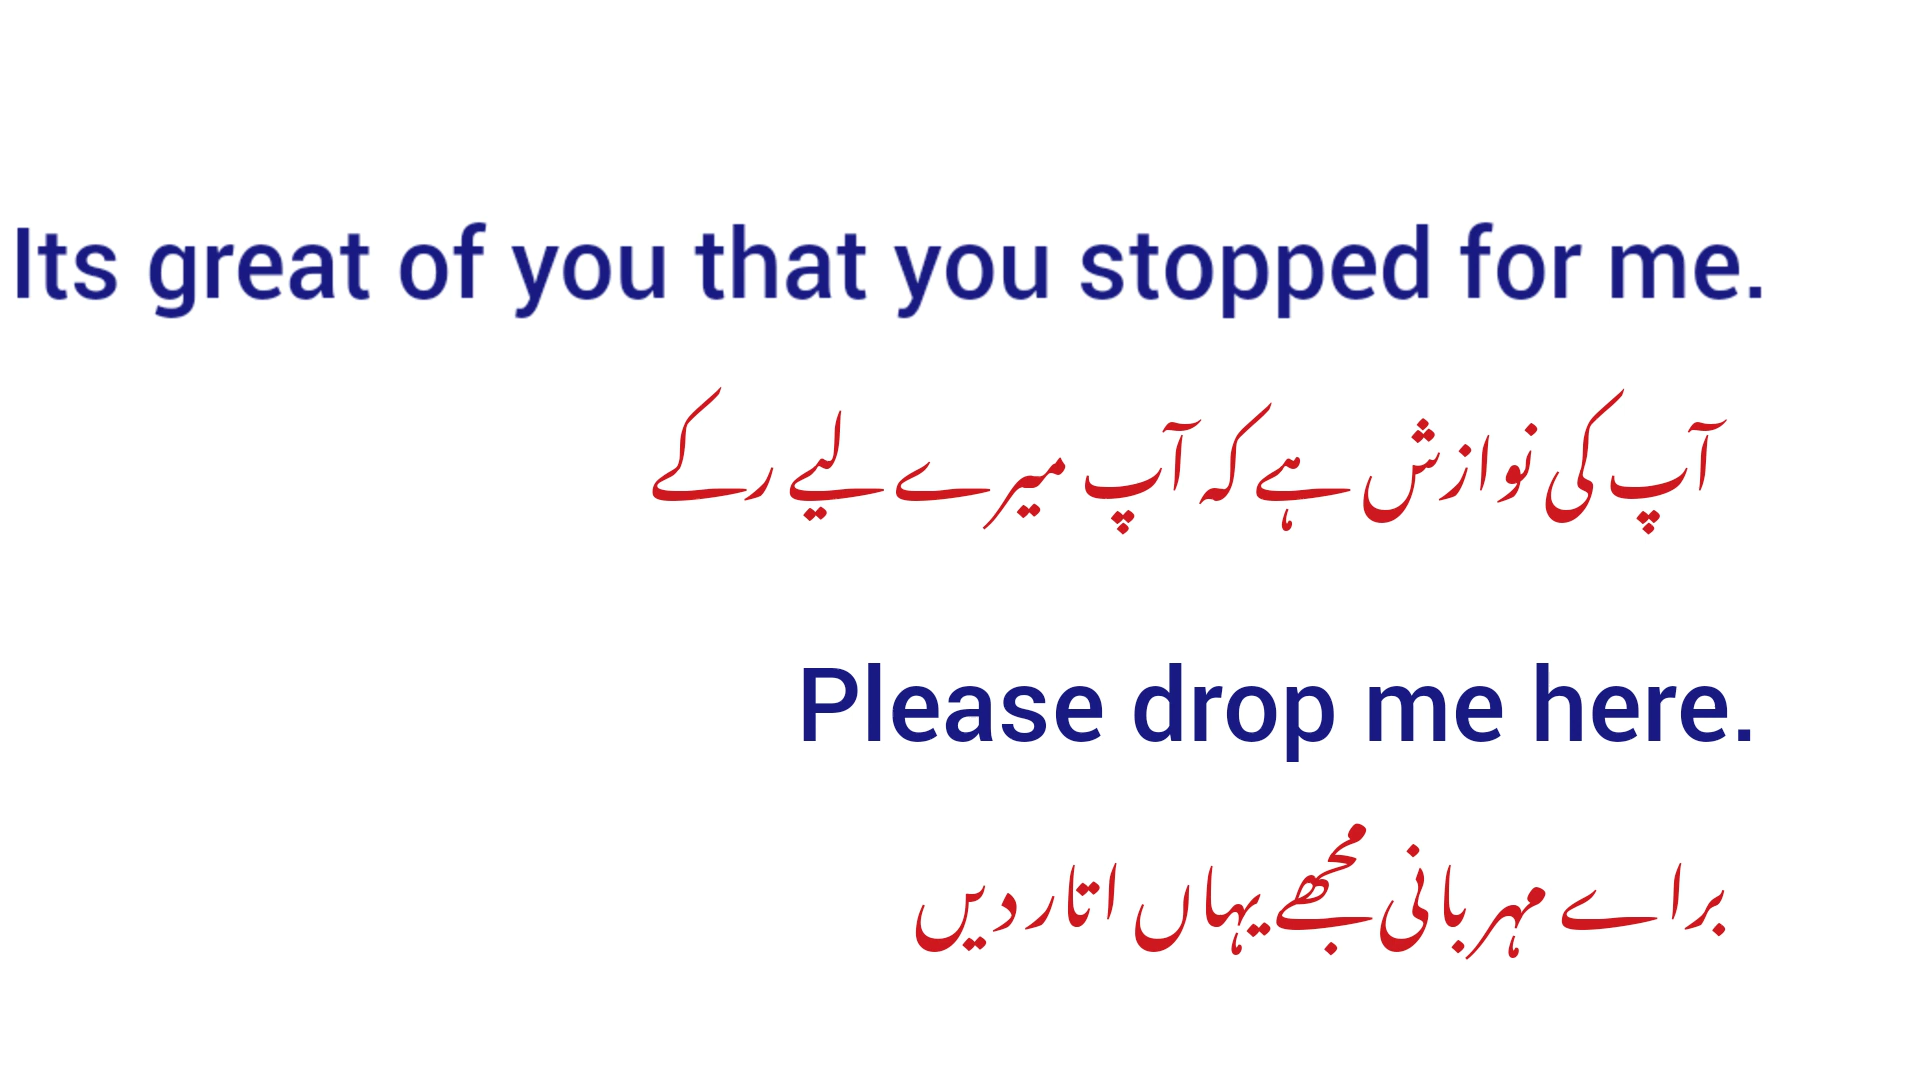 Its great of you that you stopped for me.
آپ کی نوازش ہے کہ آپ میرے لیے رکے
Please drop me here.
براے مہربانی مجھے یہاں اتار دیں